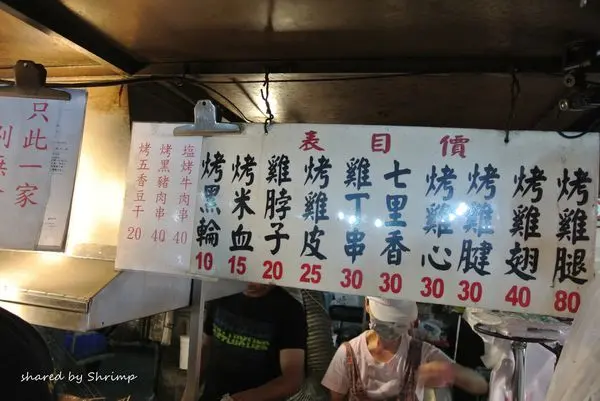 價目表
烤雞腿 80
烤雞翅 40
烤雞腱 30
烤雞心 30
七里香 30
雞丁串 30
烤雞皮 25
雞脖子 20
烤米血 15
烤黑輪 10
塩烤牛肉串 40
烤黑豬肉串 40
烤五香豆干 20
只此一家
shared by Shrimp